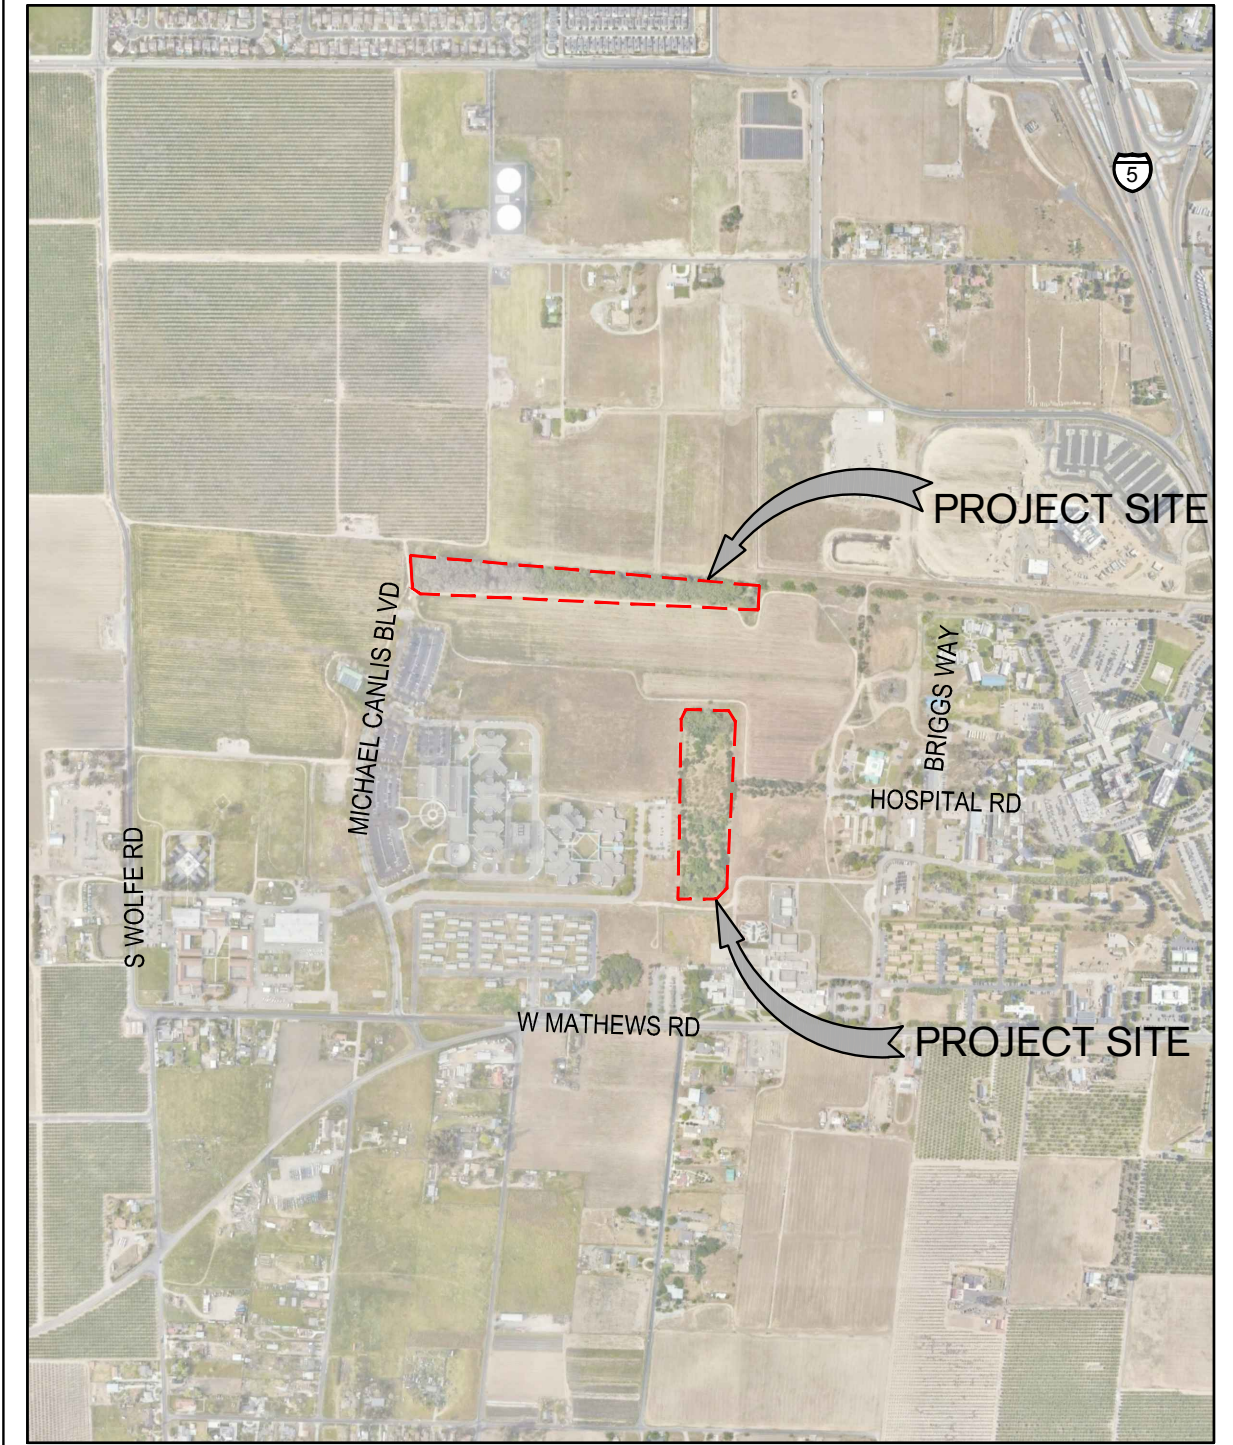 5
PROJECT SITE
MICHAEL CANLIS BLVD
BRIGGS WAY
HOSPITAL RD
S WOLFE RD
W MATHEWS RD
PROJECT SITE